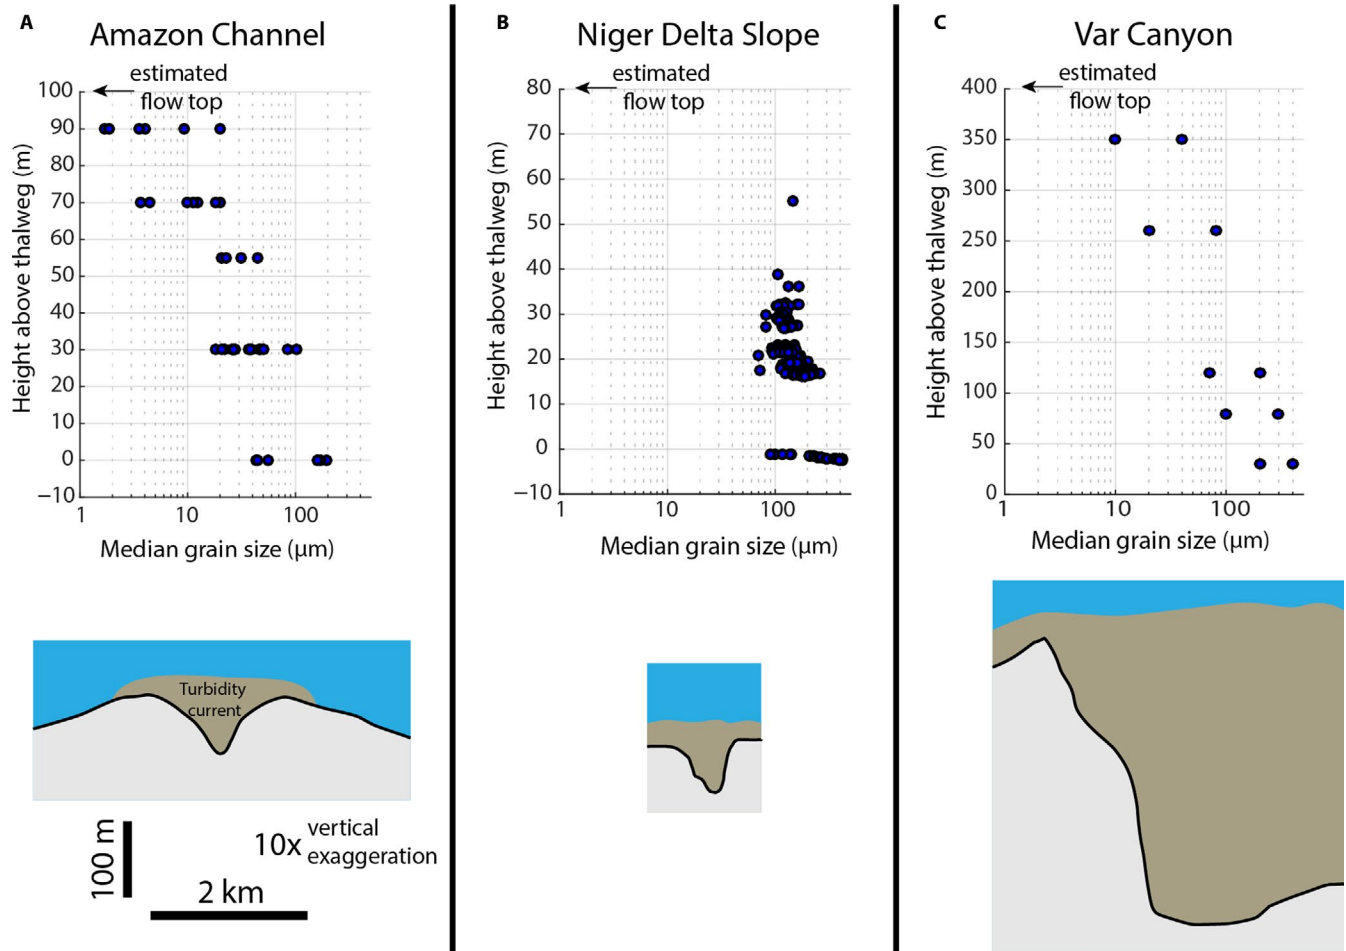 A
Amazon Channel
estimated
flow top
100
90
80
70
60
50
40
30
20
10
0
−10
Height above thalweg (m)
1
10
100
Median grain size (µm)
Turbidity
current
100 m
10x vertical
exaggeration
2 km
B
Niger Delta Slope
estimated
flow top
80
70
60
50
40
30
20
10
0
−10
Height above thalweg (m)
1
10
100
Median grain size (µm)
C
Var Canyon
estimated
flow top
400
350
300
250
200
150
100
50
0
Height above thalweg (m)
1
10
100
Median grain size (µm)